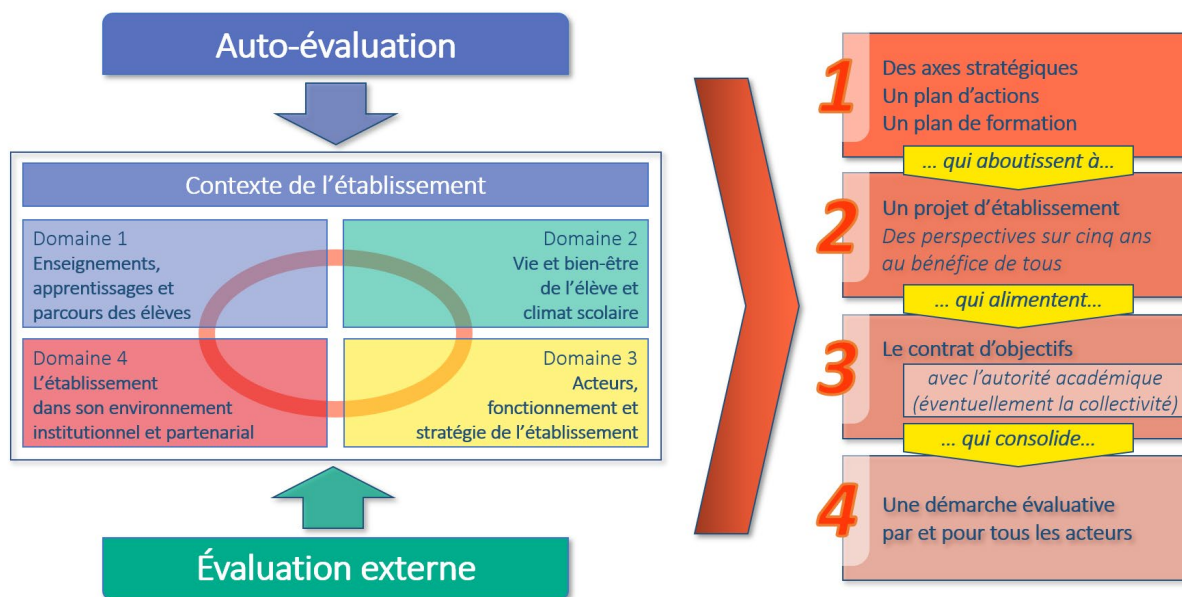 Auto-évaluation
Contexte de l'établissement
Domaine 1
Enseignements,
apprentissages et
parcours des élèves
Domaine 2
Vie et bien-être
de l'élève et
climat scolaire
Domaine 4
L'établissement
dans son environnement
institutionnel et partenarial
Domaine 3
Acteurs,
fonctionnement et
stratégie de l'établissement
Évaluation externe
1
Des axes stratégiques
Un plan d'actions
Un plan de formation
... qui aboutissent à...
2
Un projet d'établissement
Des perspectives sur cinq ans
au bénéfice de tous
... qui alimentent...
3
Le contrat d'objectifs
avec l'autorité académique
(éventuellement la collectivité)
... qui consolide...
4
Une démarche évaluative
par et pour tous les acteurs